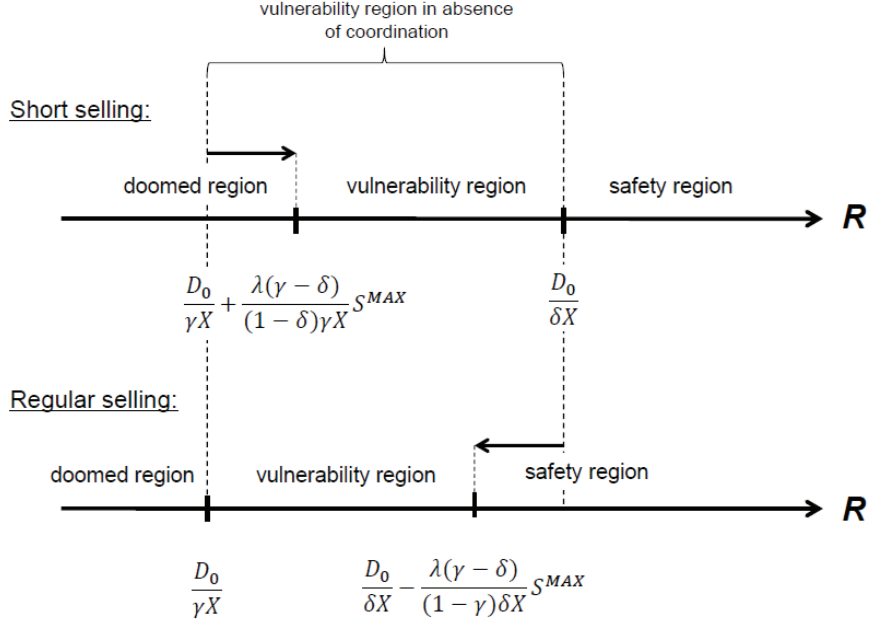 vulnerability region in absence
of coordination
Short selling:
doomed region vulnerability region safety region
R
D₀/γX + λ(γ − δ)/(1 − δ)γX S^MAX
D₀/δX
Regular selling:
doomed region vulnerability region safety region
R
D₀/γX
D₀/δX − λ(γ − δ)/(1 − γ)δX S^MAX